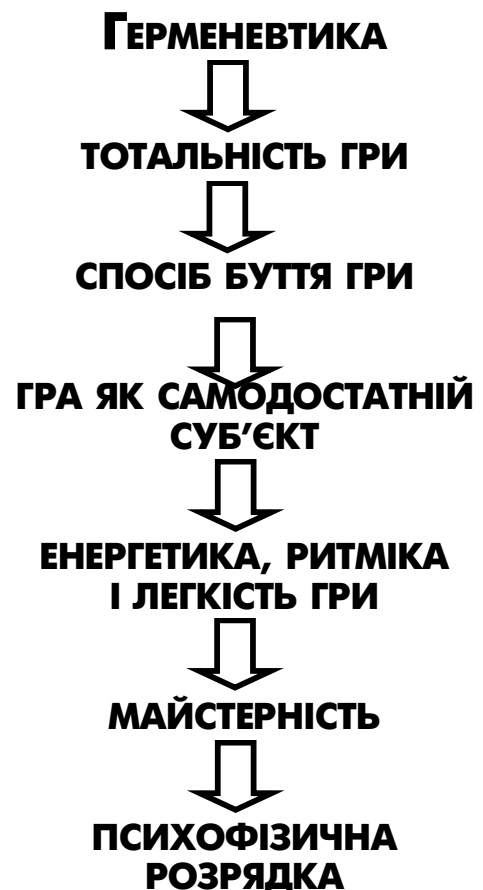 ГЕРМЕНЕВТИКА
ТОТАЛЬНІСТЬ ГРИ
СПОСІБ БУТТЯ ГРИ
ГРА ЯК САМОДОСТАТНІЙ
СУБ’ЄКТ
ЕНЕРГЕТИКА, РИТМІКА
І ЛЕГКІСТЬ ГРИ
МАЙСТЕРНІСТЬ
ПСИХОФІЗИЧНА
РОЗРЯДКА